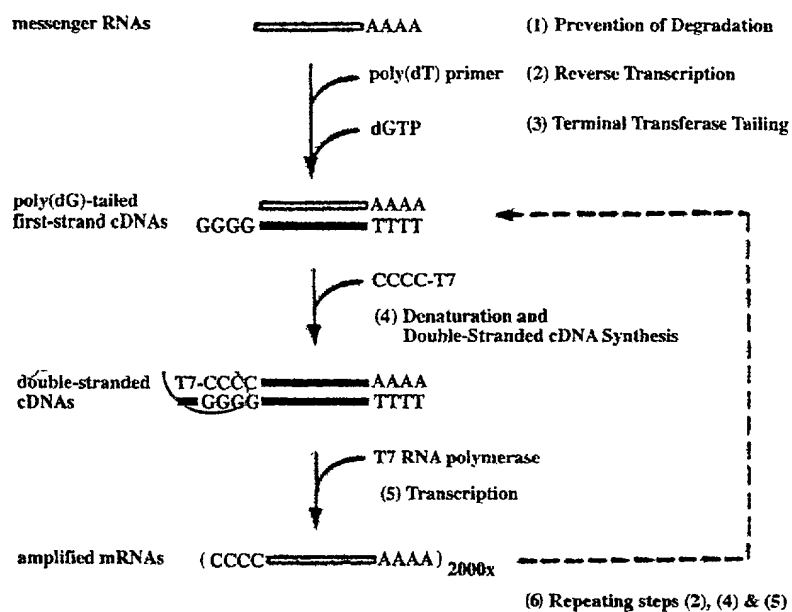 messenger RNAs AAAA (1) Prevention of Degradation
poly(dT) primer (2) Reverse Transcription
dGTP (3) Terminal Transferase Tailing
poly(dG)-tailed AAAA
first-strand cDNAs GGGG TTTT
CCCC-T7
(4) Denaturation and
Double-Stranded cDNA Synthesis
double-stranded T7-CCCC AAAA
cDNAs GGGG TTTT
T7 RNA polymerase
(5) Transcription
amplified mRNAs (CCCC AAAA) 2000x
(6) Repeating steps (2), (4) & (5)